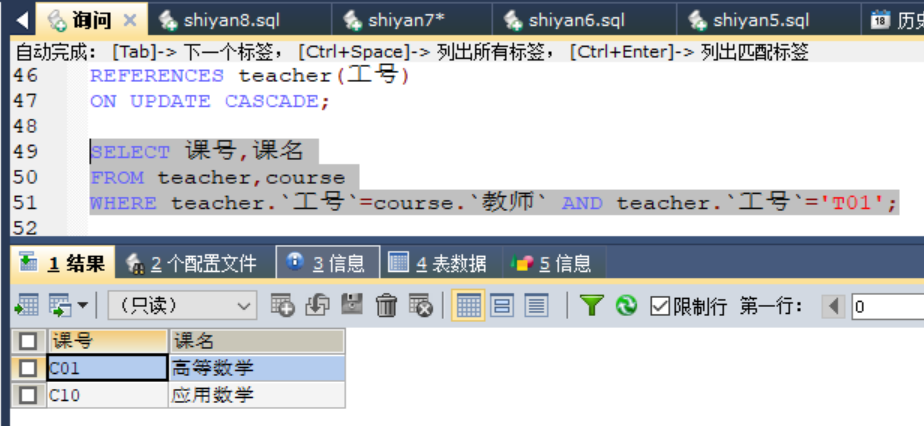 询问 shiyan8.sql shiyan7* shiyan6.sql shiyan5.sql 18 历
自动完成： [Tab]-> 下一个标签， [Ctrl+Space]-> 列出所有标签， [Ctrl+Enter]-> 列出匹配标签
46 REFERENCES teacher(工号)
47 ON UPDATE CASCADE;
48
49 SELECT 课号,课名
50 FROM teacher,course
51 WHERE teacher.`工号`=course.`教师` AND teacher.`工号`='T01';
52
1 结果 2 个配置文件 3 信息 4 表数据 5 信息
（只读） 限制行 第一行： 0
课号 课名
C01 高等数学
C10 应用数学